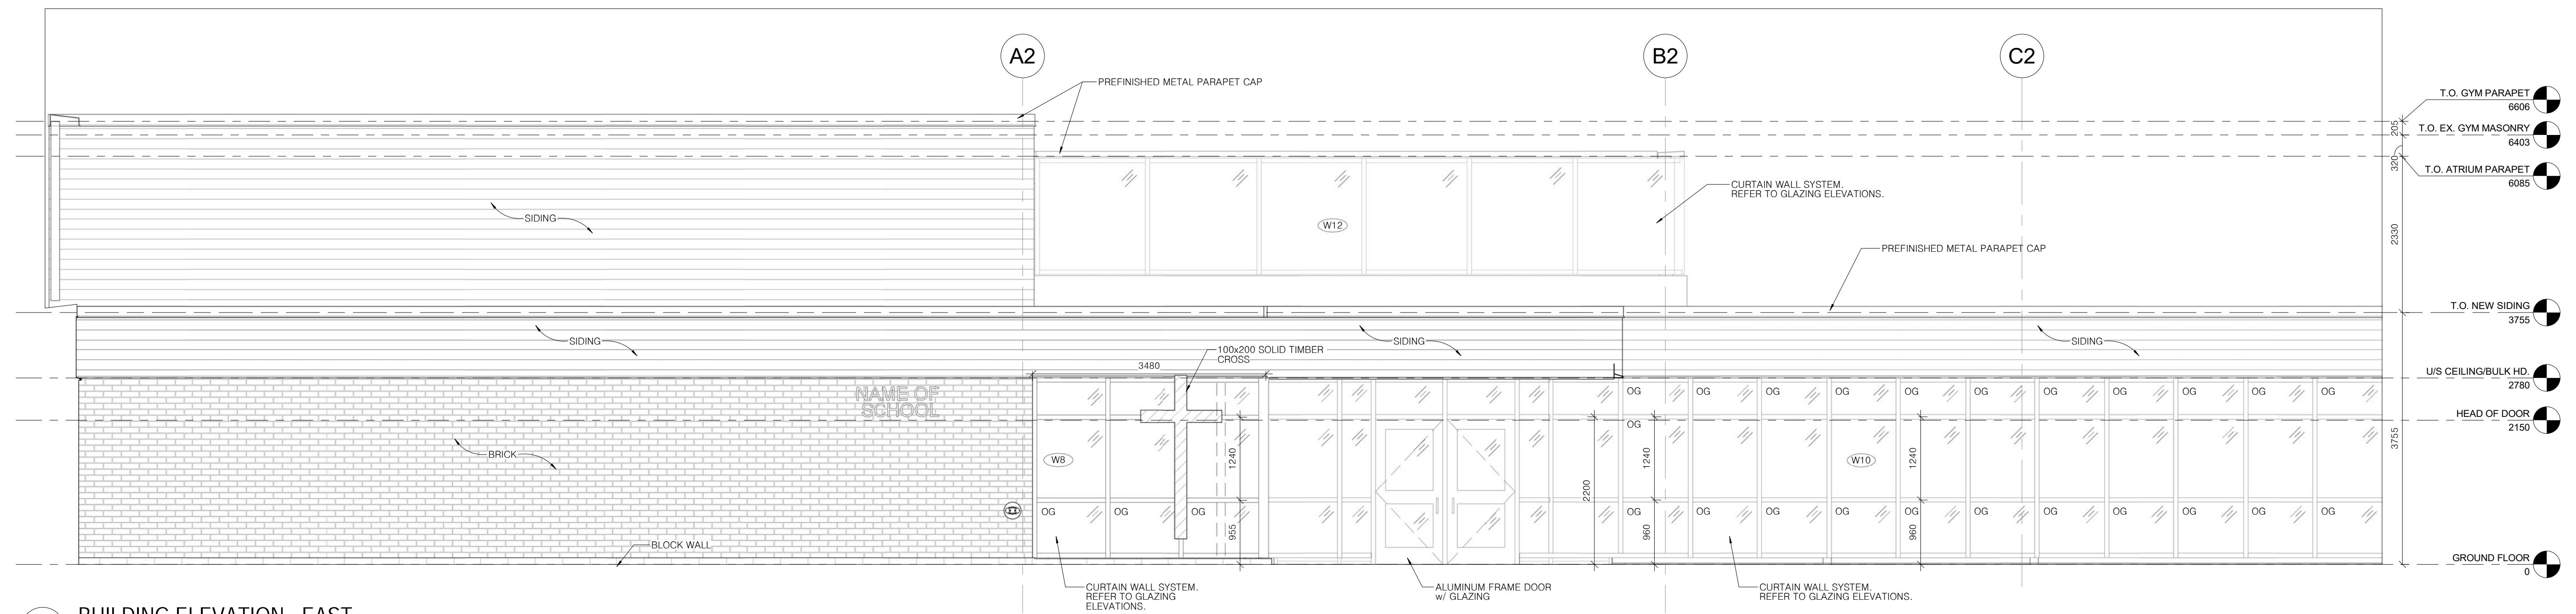 A2
B2
C2
PREFINISHED METAL PARAPET CAP
T.O. GYM PARAPET
6606
205
T.O. EX. GYM MASONRY
6403
320
T.O. ATRIUM PARAPET
6085
CURTAIN WALL SYSTEM.
REFER TO GLAZING ELEVATIONS.
SIDING
W12
2330
PREFINISHED METAL PARAPET CAP
T.O. NEW SIDING
3755
SIDING
SIDING
SIDING
100x200 SOLID TIMBER
CROSS
3480
U/S CEILING/BULK HD.
2780
NAME OF
SCHOOL
OG OG OG OG OG OG OG OG OG OG OG
HEAD OF DOOR
2150
OG
3755
BRICK
W8
1240
1240
W10
1240
2200
OG OG OG
OG OG OG OG OG OG OG OG OG OG OG
955
960
960
BLOCK WALL
GROUND FLOOR
0
CURTAIN WALL SYSTEM.
REFER TO GLAZING
ELEVATIONS.
ALUMINUM FRAME DOOR
w/ GLAZING
CURTAIN WALL SYSTEM.
REFER TO GLAZING ELEVATIONS.
BUILDING ELEVATION - EAST